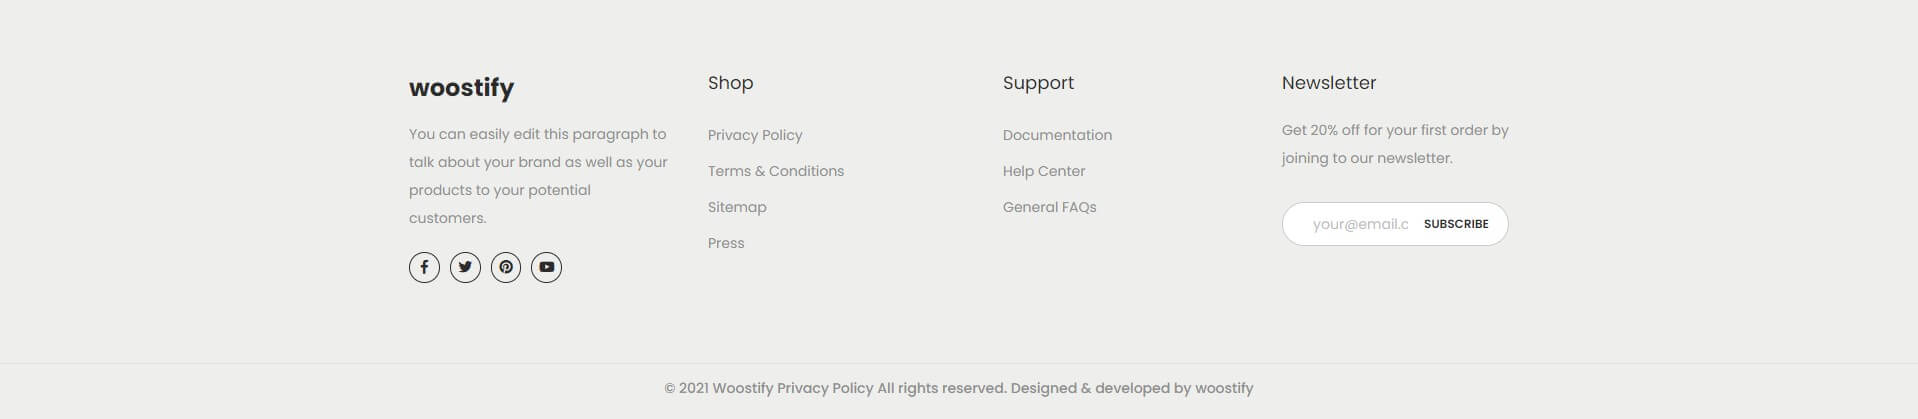 woostify
You can easily edit this paragraph to
talk about your brand as well as your
products to your potential
customers.
Shop
Privacy Policy
Terms & Conditions
Sitemap
Press
Support
Documentation
Help Center
General FAQs
Newsletter
Get 20% off for your first order by
joining to our newsletter.
your@email.c SUBSCRIBE
© 2021 Woostify Privacy Policy All rights reserved. Designed & developed by woostify